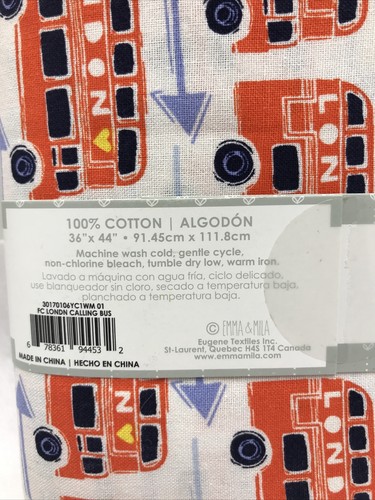 NDON
LON
100% COTTON | ALGODÓN
36"x 44" • 91.45cm x 111.8cm
Machine wash cold; gentle cycle,
non-chlorine bleach, tumble dry low, warm iron.
Lavado a máquina con agua fría, ciclo delicado,
use blanqueador sin cloro, secado a temperatura baja,
planchado a temperatura baja.
30170106YC1WM 01
FC LONDN CALLING BUS
6 78361 94453 2
MADE IN CHINA | HECHO EN CHINA
© EMMA & MILA
Eugene Textiles Inc.
St-Laurent, Quebec H4S 1T4 Canada
www.emmamila.com
N
LON